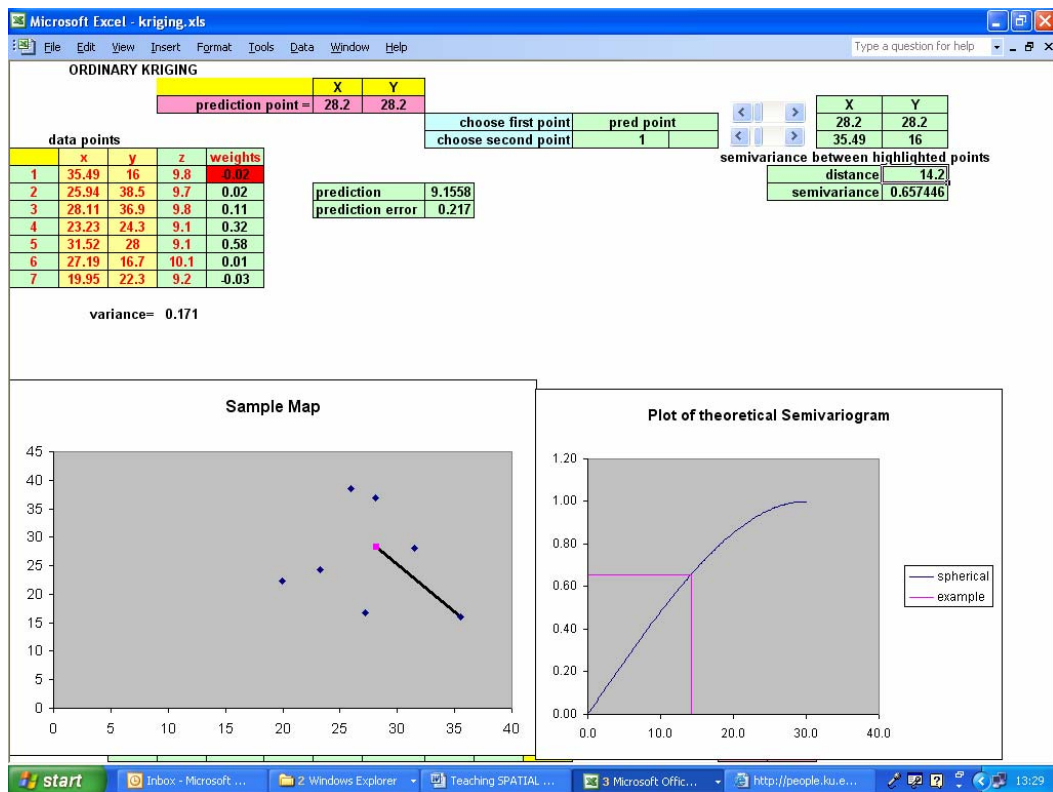 Microsoft Excel - kriging.xls
File Edit View Insert Format Tools Data Window Help Type a question for help
ORDINARY KRIGING
X Y
prediction point = 28.2 28.2
choose first point pred point
choose second point 1
X Y
28.2 28.2
35.49 16
semivariance between highlighted points
distance 14.2
semivariance 0.657446
data points
x y z weights
1 35.49 16 9.8 -0.02
2 25.94 38.5 9.7 0.02
3 28.11 36.9 9.8 0.11
4 23.23 24.3 9.1 0.32
5 31.52 28 9.1 0.58
6 27.19 16.7 10.1 0.01
7 19.95 22.3 9.2 -0.03
prediction 9.1558
prediction error 0.217
variance= 0.171
Sample Map
45
40
35
30
25
20
15
10
5
0
0 5 10 15 20 25 30 35 40
Plot of theoretical Semivariogram
1.20
1.00
0.80
0.60
0.40
0.20
0.00
0.0 10.0 20.0 30.0 40.0
spherical
example
start Inbox - Microsoft ... 2 Windows Explorer Teaching SPATIAL ... 3 Microsoft Offic... http://people.ku.e... 13:29